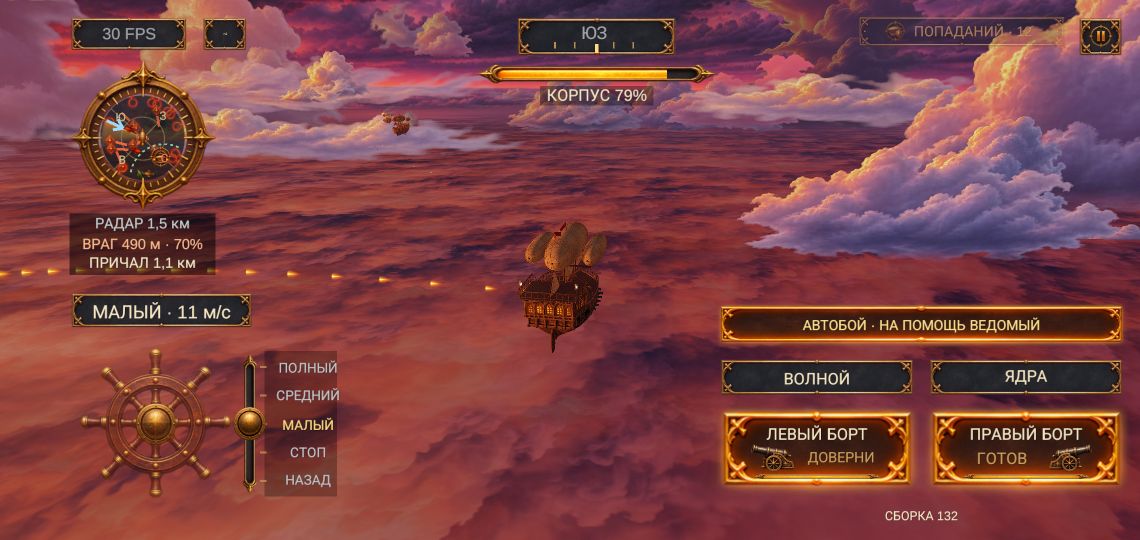 30 FPS
~
ЮЗ
ПОПАДАНИЙ · 12
КОРПУС 79%
Ю
З
В
РАДАР 1,5 км
ВРАГ 490 м · 70%
ПРИЧАЛ 1,1 км
МАЛЫЙ · 11 м/с
ПОЛНЫЙ
СРЕДНИЙ
МАЛЫЙ
СТОП
НАЗАД
АВТОБОЙ · НА ПОМОЩЬ ВЕДОМЫЙ
ВОЛНОЙ
ЯДРА
ЛЕВЫЙ БОРТ
ДОВЕРНИ
ПРАВЫЙ БОРТ
ГОТОВ
СБОРКА 132